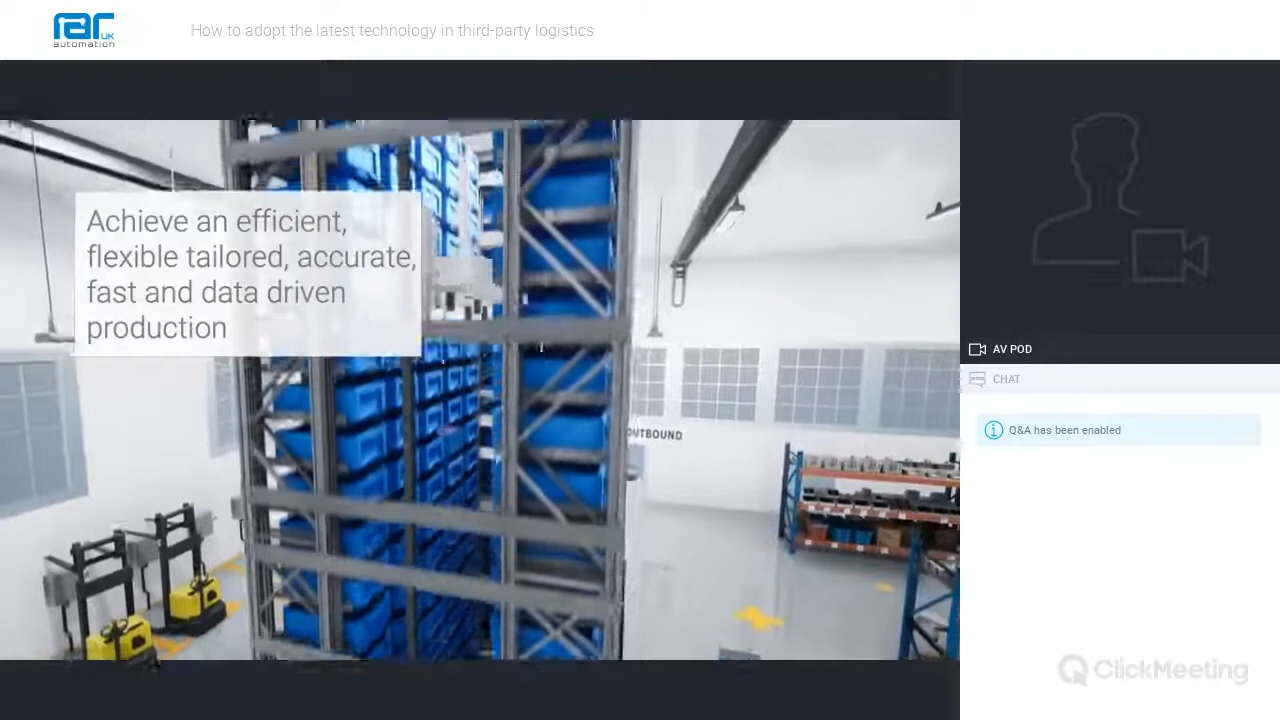 rar UK
automation
How to adopt the latest technology in third-party logistics
Achieve an efficient,
flexible tailored, accurate,
fast and data driven
production
OUTBOUND
AV POD
CHAT
Q&A has been enabled
ClickMeeting